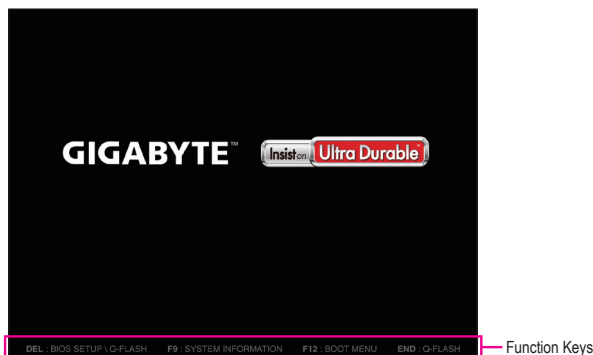 GIGABYTE™ Insist on Ultra Durable™
DEL : BIOS SETUP \ Q-FLASH F9 : SYSTEM INFORMATION F12 : BOOT MENU END : Q-FLASH Function Keys